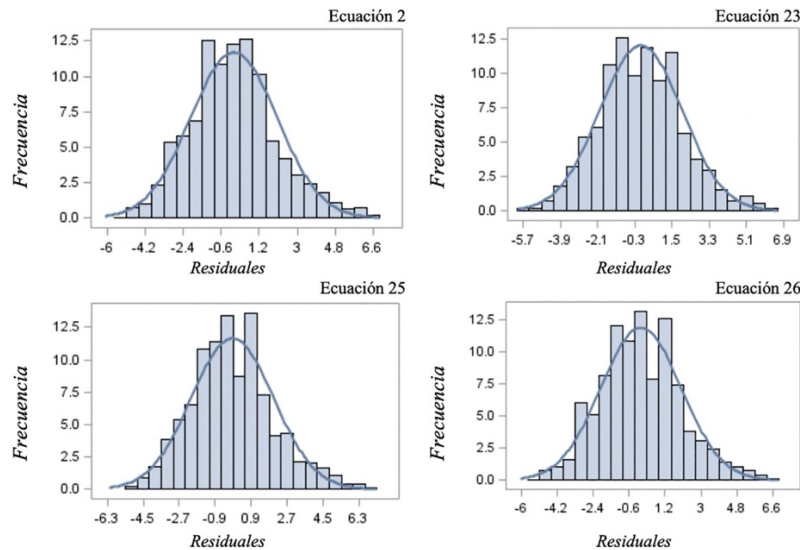 Ecuación 2
Frecuencia
12.5
10.0
7.5
5.0
2.5
0.0
-6 -4.2 -2.4 -0.6 1.2 3 4.8 6.6
Residuales
Ecuación 23
Frecuencia
12.5
10.0
7.5
5.0
2.5
0.0
-5.7 -3.9 -2.1 -0.3 1.5 3.3 5.1 6.9
Residuales
Ecuación 25
Frecuencia
12.5
10.0
7.5
5.0
2.5
0.0
-6.3 -4.5 -2.7 -0.9 0.9 2.7 4.5 6.3
Residuales
Ecuación 26
Frecuencia
12.5
10.0
7.5
5.0
2.5
0.0
-6 -4.2 -2.4 -0.6 1.2 3 4.8 6.6
Residuales